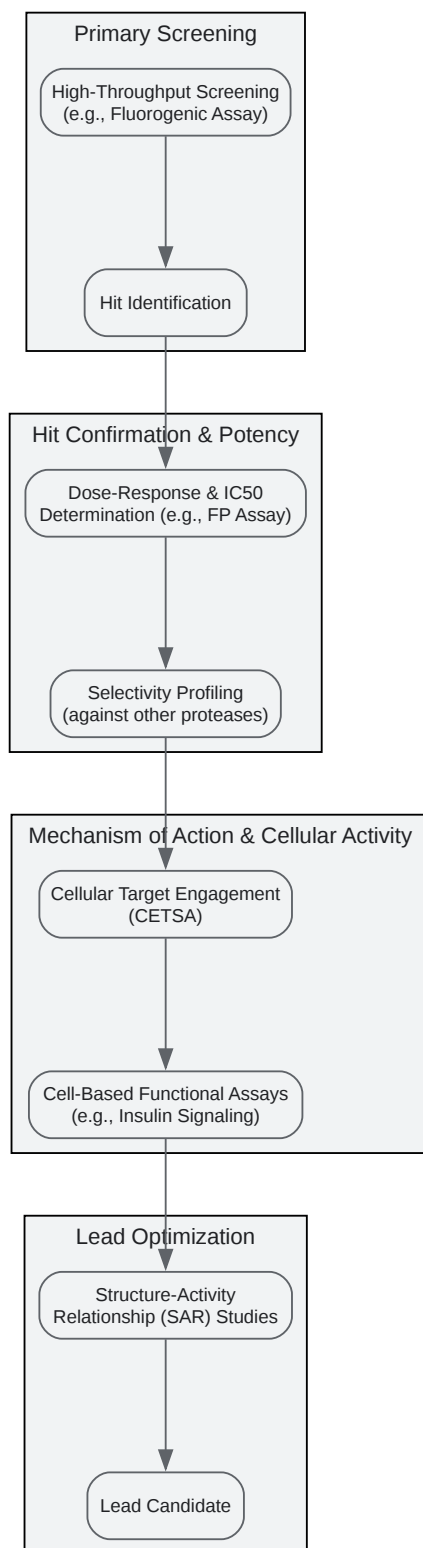 Primary Screening
High-Throughput Screening
(e.g., Fluorogenic Assay)
Hit Identification
Hit Confirmation & Potency
Dose-Response & IC50
Determination (e.g., FP Assay)
Selectivity Profiling
(against other proteases)
Mechanism of Action & Cellular Activity
Cellular Target Engagement
(CETSA)
Cell-Based Functional Assays
(e.g., Insulin Signaling)
Lead Optimization
Structure-Activity
Relationship (SAR) Studies
Lead Candidate